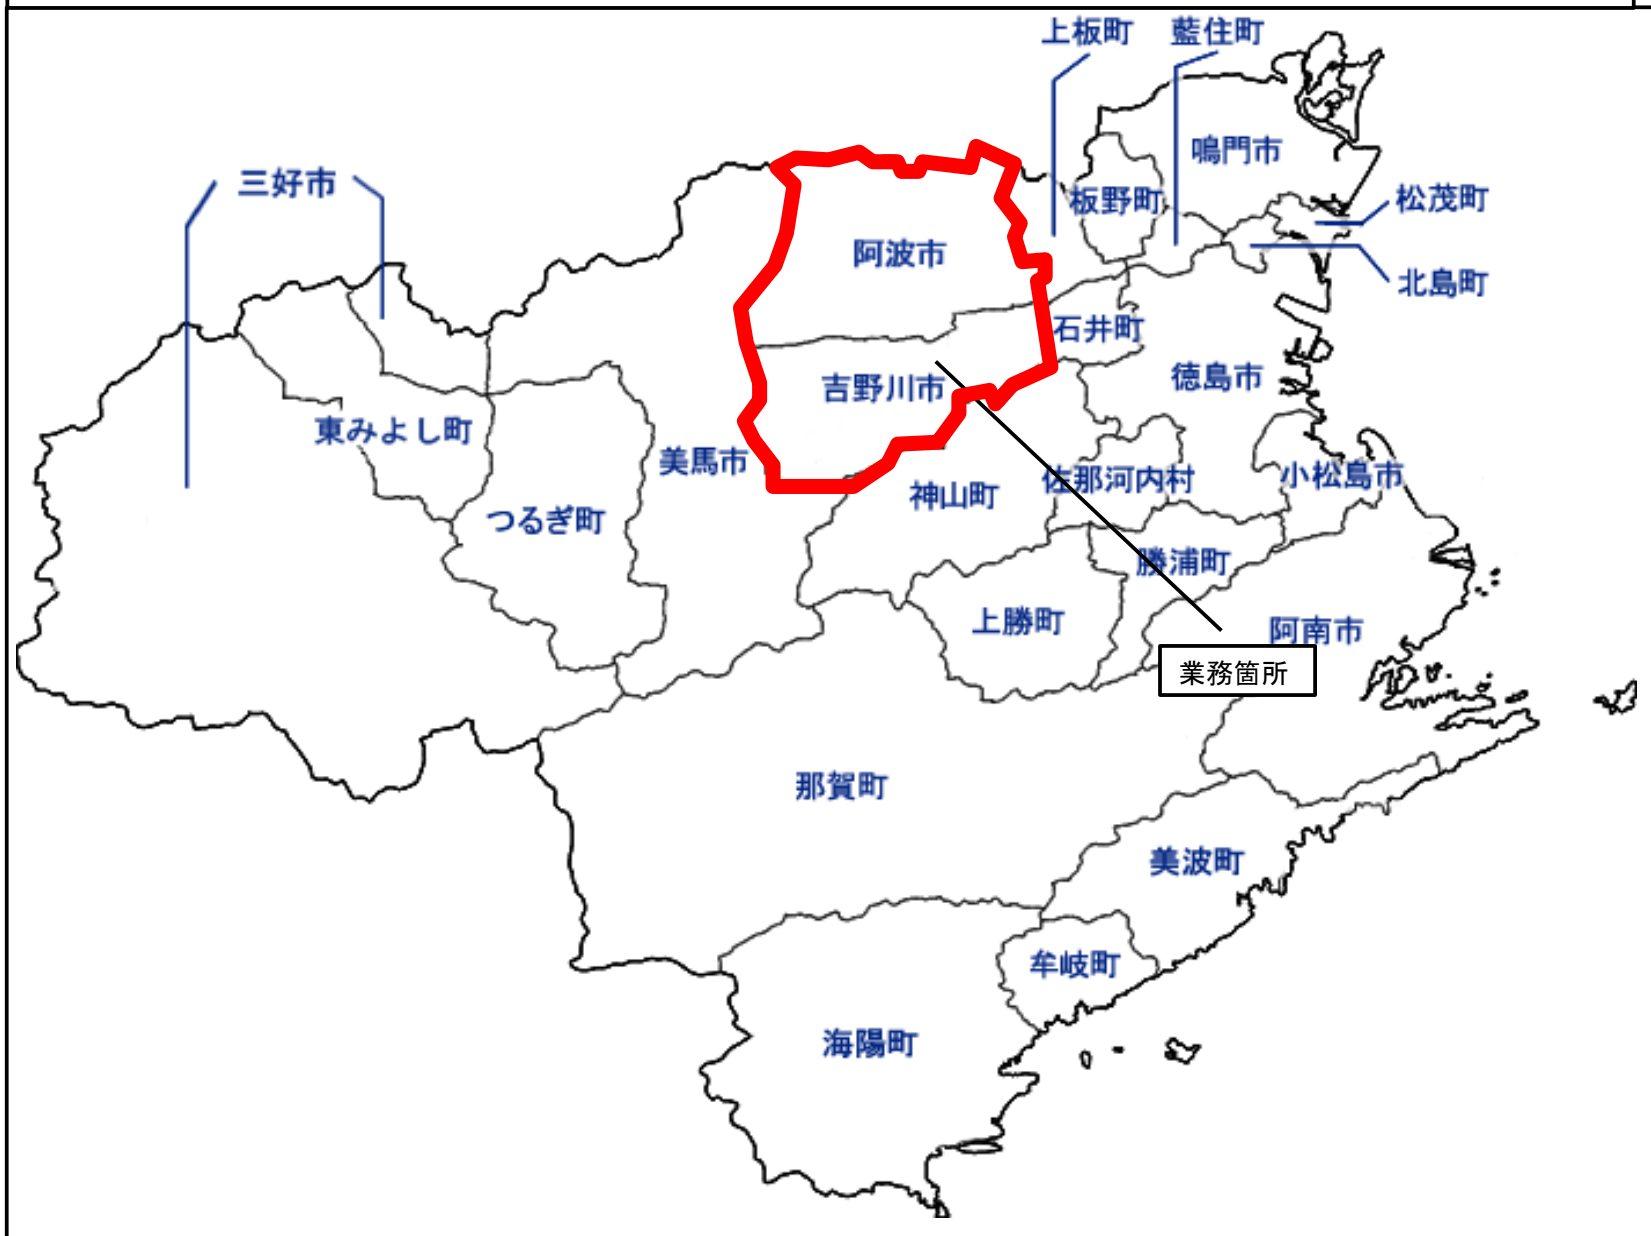 上板町
藍住町
鳴門市
三好市
板野町
松茂町
阿波市
北島町
石井町
徳島市
吉野川市
東みよし町
美馬市
佐那河内村
小松島市
神山町
つるぎ町
勝浦町
上勝町
阿南市
業務箇所
那賀町
美波町
牟岐町
海陽町